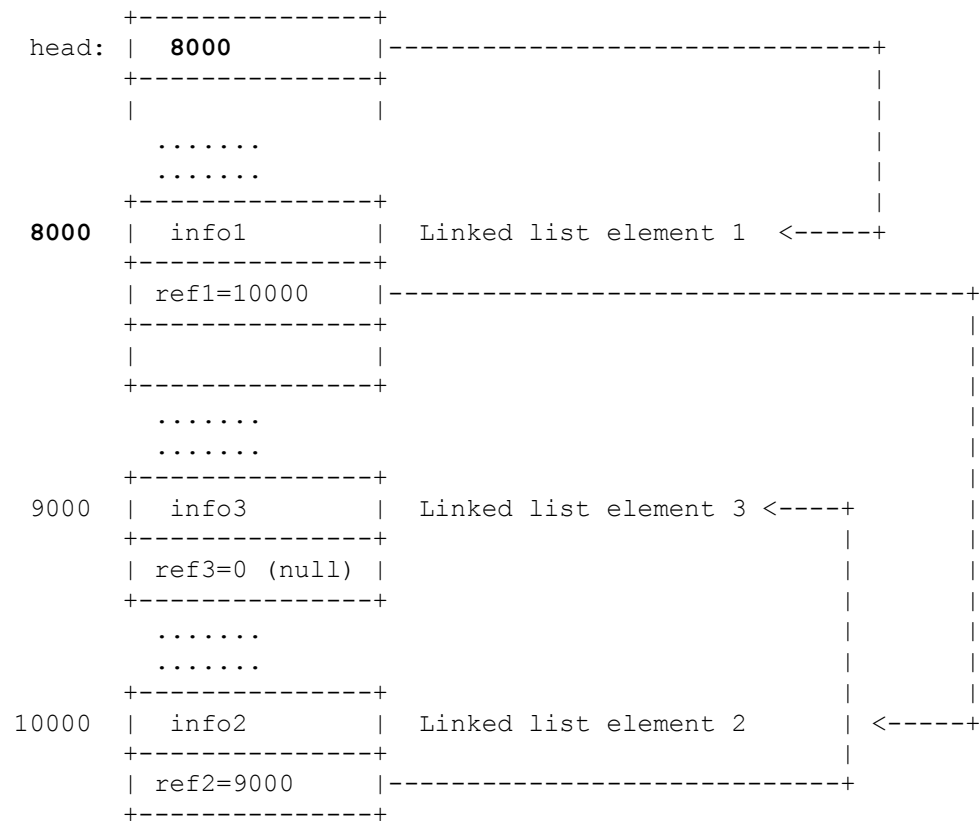 head: 8000
.......
.......
8000 info1 Linked list element 1
ref1=10000
.......
.......
9000 info3 Linked list element 3
ref3=0 (null)
.......
.......
10000 info2 Linked list element 2
ref2=9000